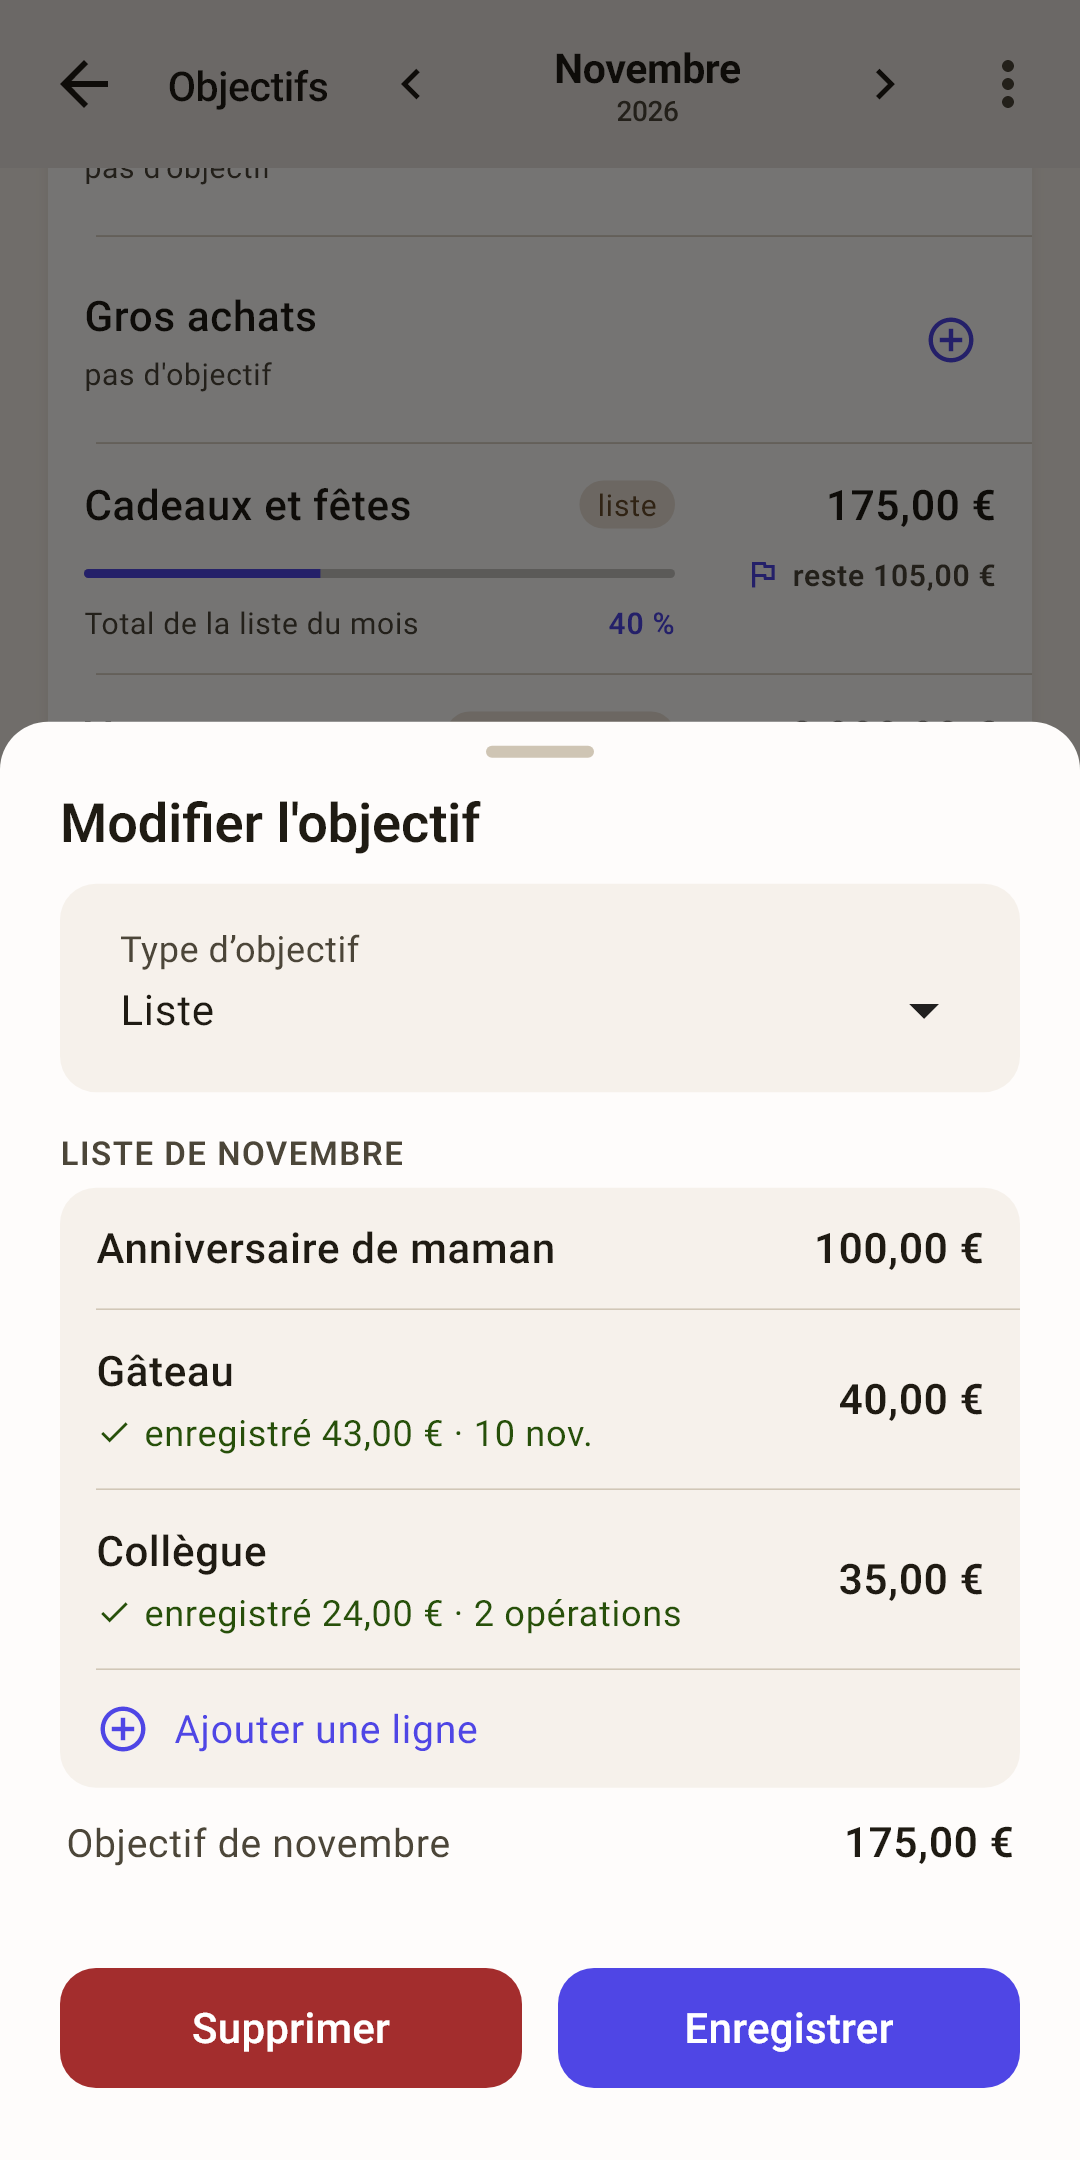 Objectifs
Novembre
2026
pas d'objectif
Gros achats
pas d'objectif
Cadeaux et fêtes
liste
175,00 €
reste 105,00 €
Total de la liste du mois
40 %
Modifier l'objectif
Type d’objectif
Liste
LISTE DE NOVEMBRE
Anniversaire de maman
100,00 €
Gâteau
40,00 €
enregistré 43,00 € · 10 nov.
Collègue
35,00 €
enregistré 24,00 € · 2 opérations
Ajouter une ligne
Objectif de novembre
175,00 €
Supprimer
Enregistrer